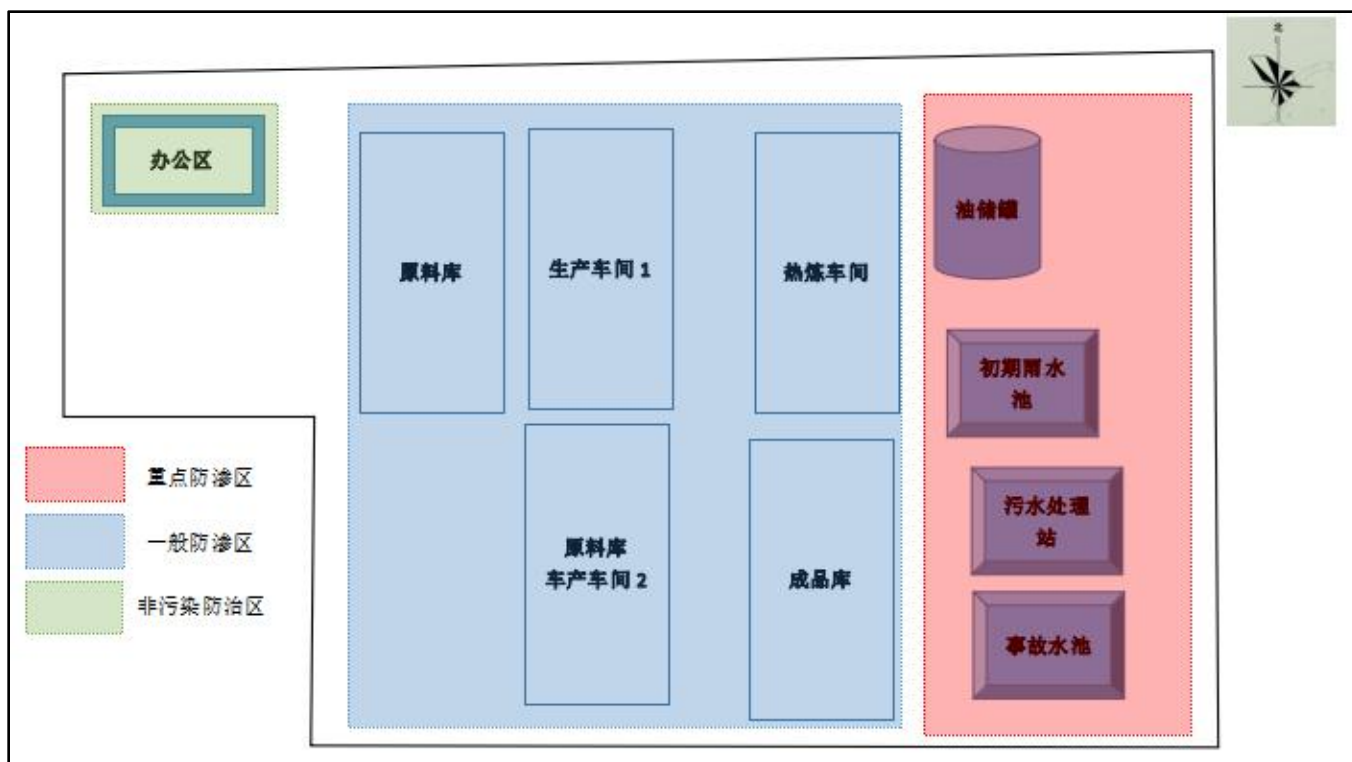 北
办公区
原料库
生产车间 1
热炼车间
油储罐
初期雨水
池
污水处理
站
事故水池
原料库
车产车间 2
成品库
重点防渗区
一般防渗区
非污染防治区